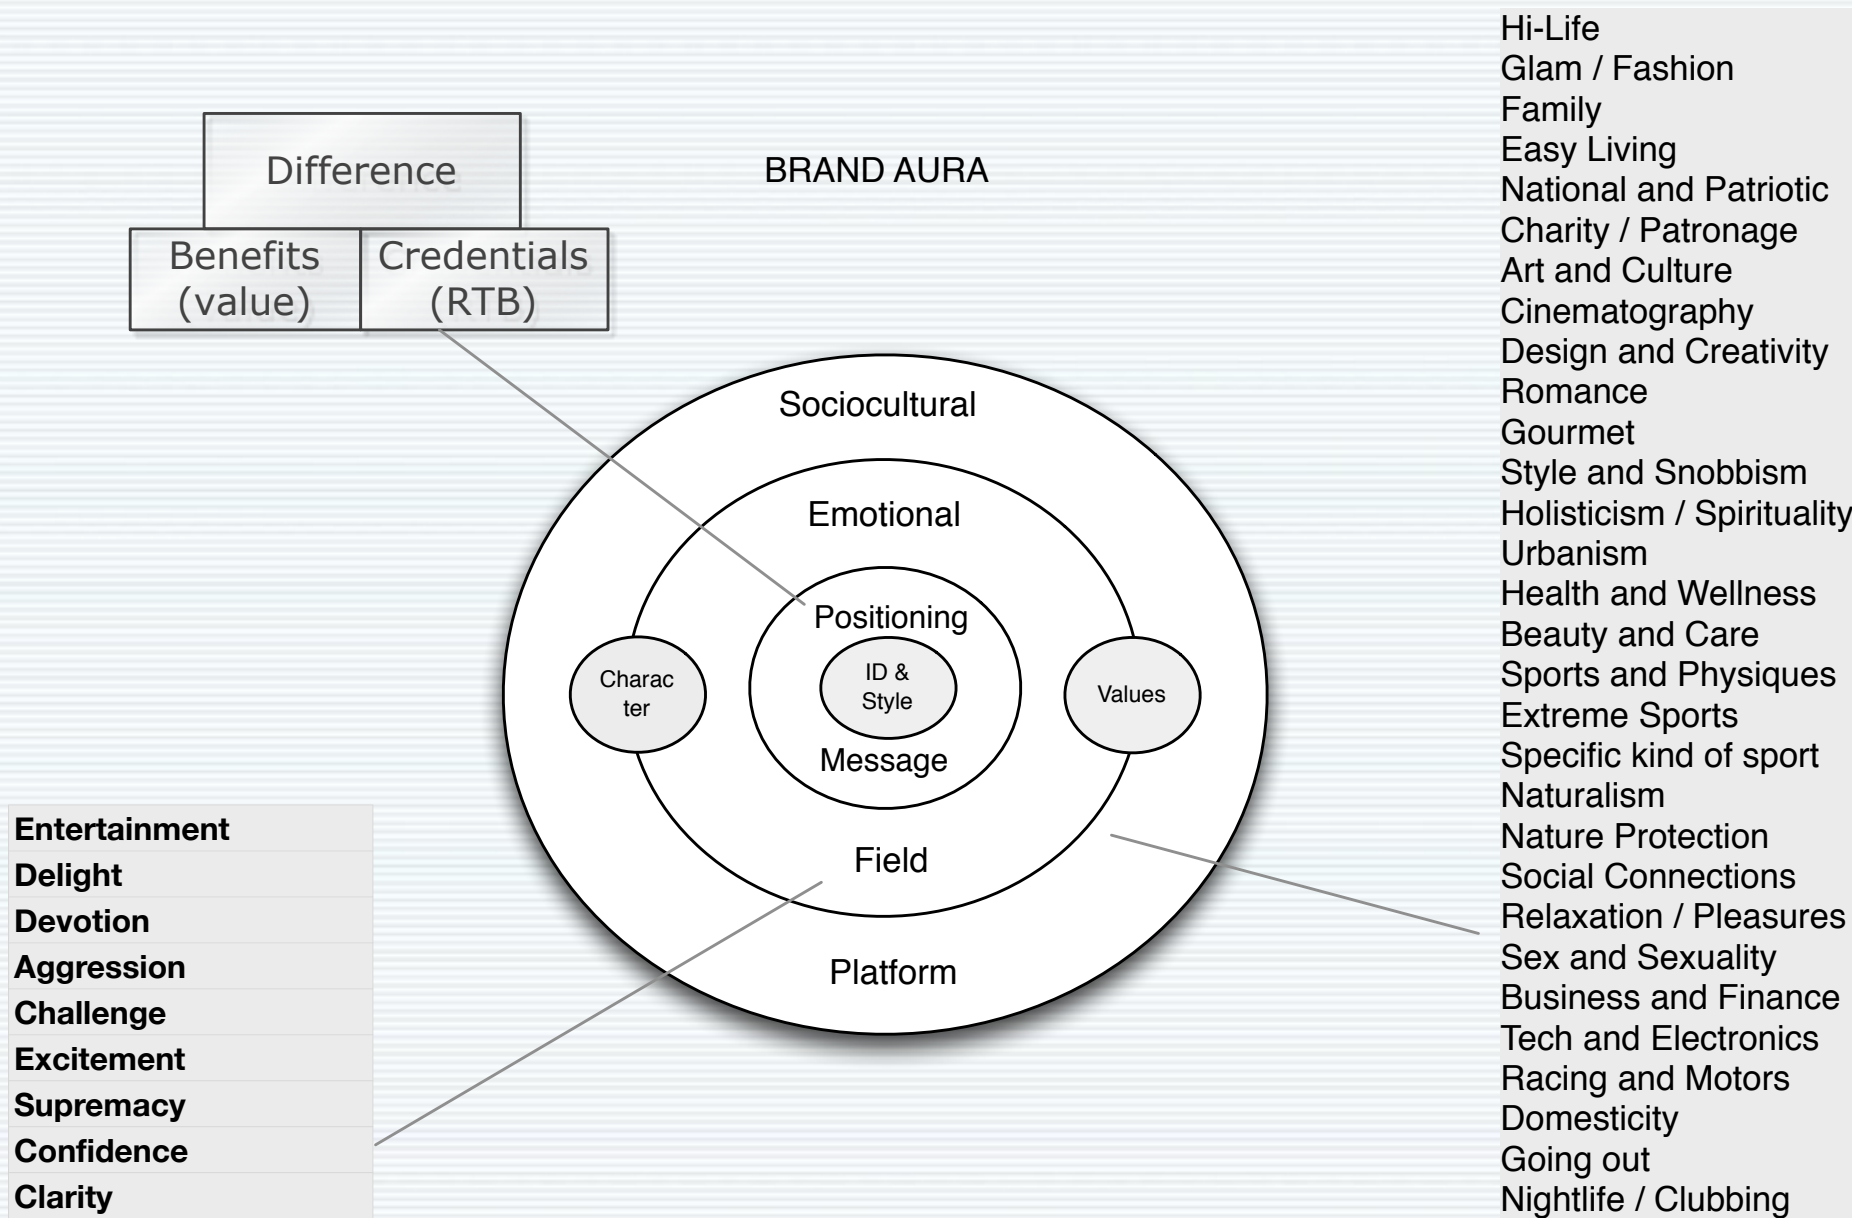 BRAND AURA
Difference
Benefits
(value)
Credentials
(RTB)
Sociocultural
Emotional
Positioning
ID &
Style
Charac
ter
Values
Message
Field
Platform
Entertainment
Delight
Devotion
Aggression
Challenge
Excitement
Supremacy
Confidence
Clarity
Hi-Life
Glam / Fashion
Family
Easy Living
National and Patriotic
Charity / Patronage
Art and Culture
Cinematography
Design and Creativity
Romance
Gourmet
Style and Snobbism
Holisticism / Spirituality
Urbanism
Health and Wellness
Beauty and Care
Sports and Physiques
Extreme Sports
Specific kind of sport
Naturalism
Nature Protection
Social Connections
Relaxation / Pleasures
Sex and Sexuality
Business and Finance
Tech and Electronics
Racing and Motors
Domesticity
Going out
Nightlife / Clubbing